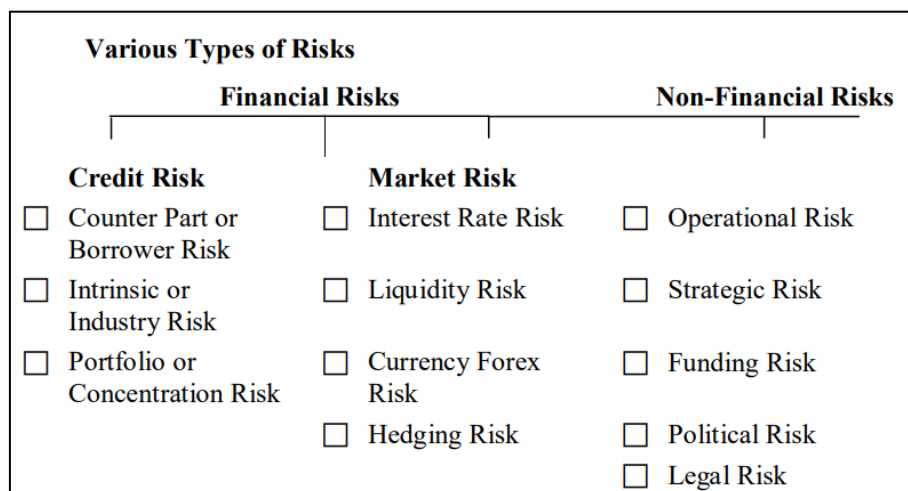 Various Types of Risks
Financial Risks
Non-Financial Risks
Credit Risk
Counter Part or
Borrower Risk
Intrinsic or
Industry Risk
Portfolio or
Concentration Risk
Market Risk
Interest Rate Risk
Liquidity Risk
Currency Forex
Risk
Hedging Risk
Operational Risk
Strategic Risk
Funding Risk
Political Risk
Legal Risk